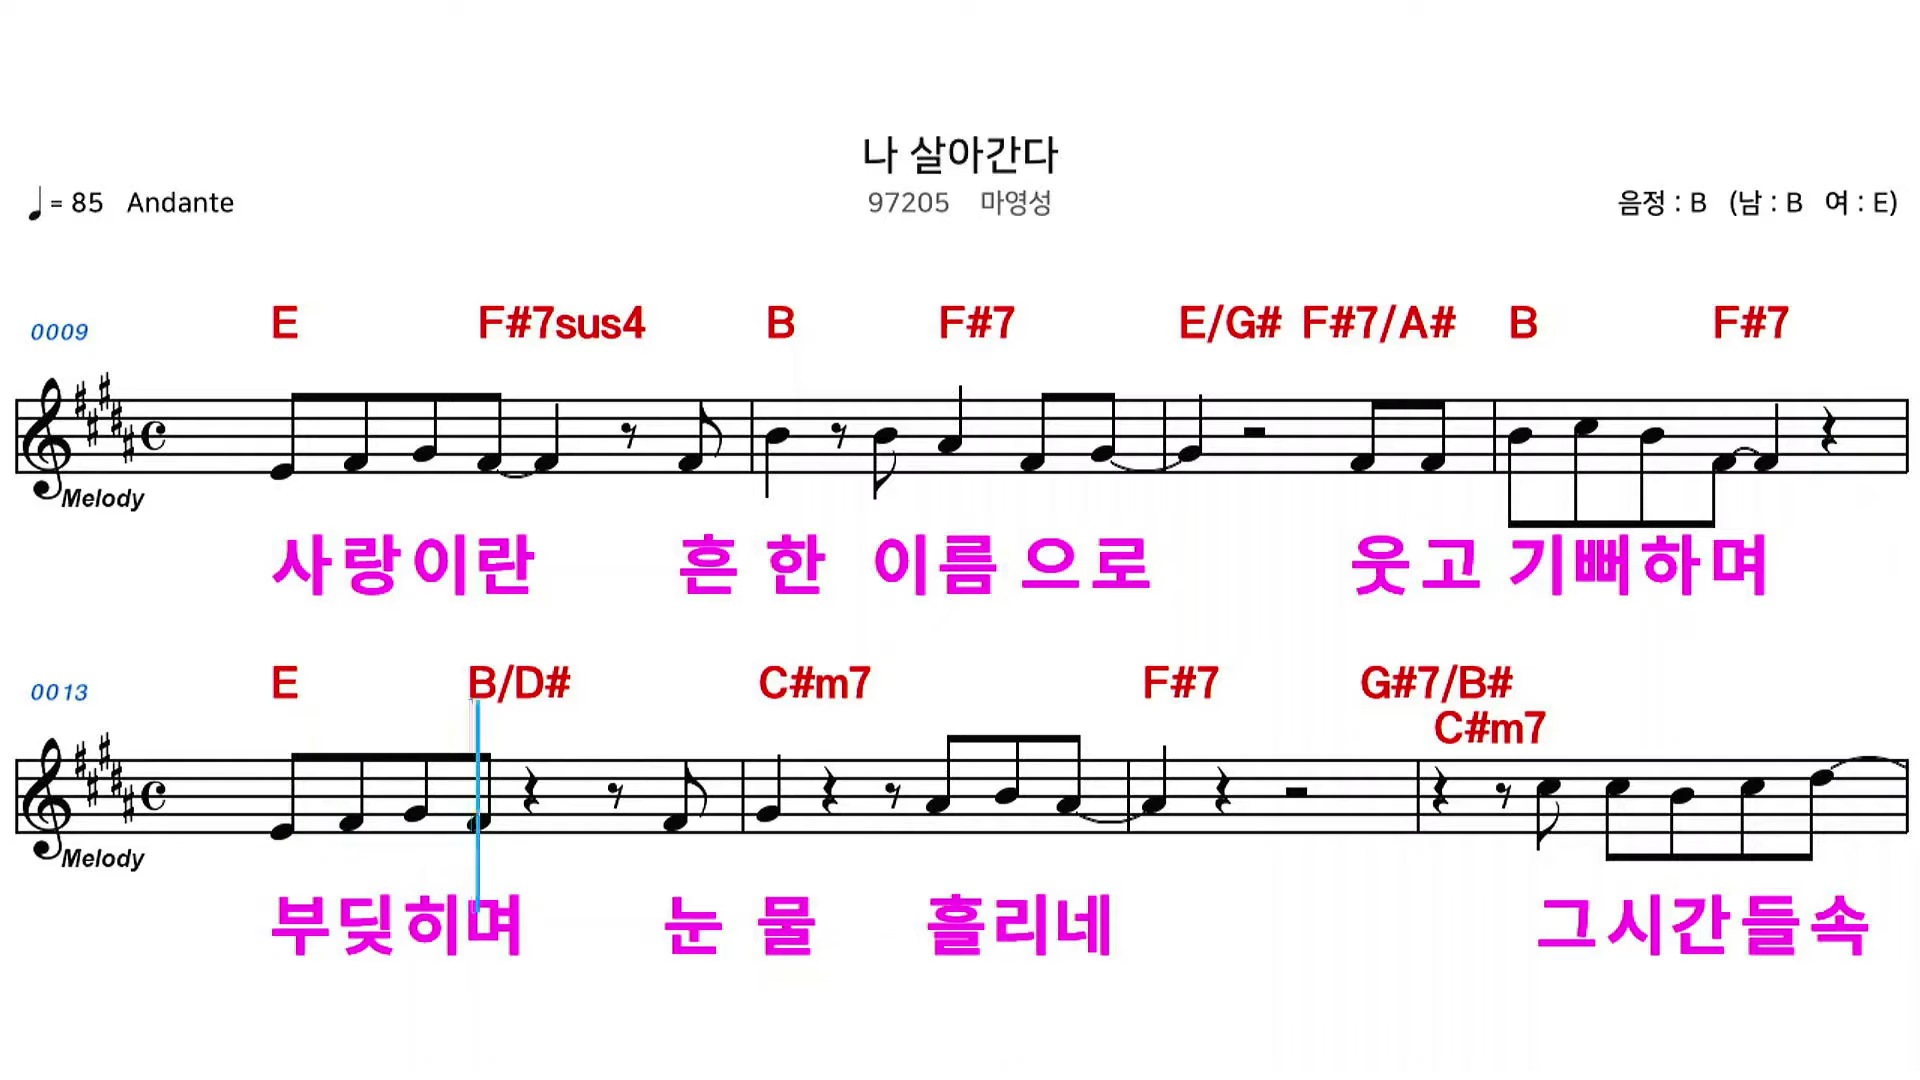 나 살아간다
♩= 85 Andante
97205 마영성
음정 : B (남 : B 여 : E)
0009
E F#7sus4 B F#7 E/G# F#7/A# B F#7
Melody
사랑이란 흔 한 이름 으로 웃고 기뻐하며
0013
E B/D# C#m7 F#7 G#7/B#
C#m7
Melody
부딪히며 눈 물 흘리네 그시간들속